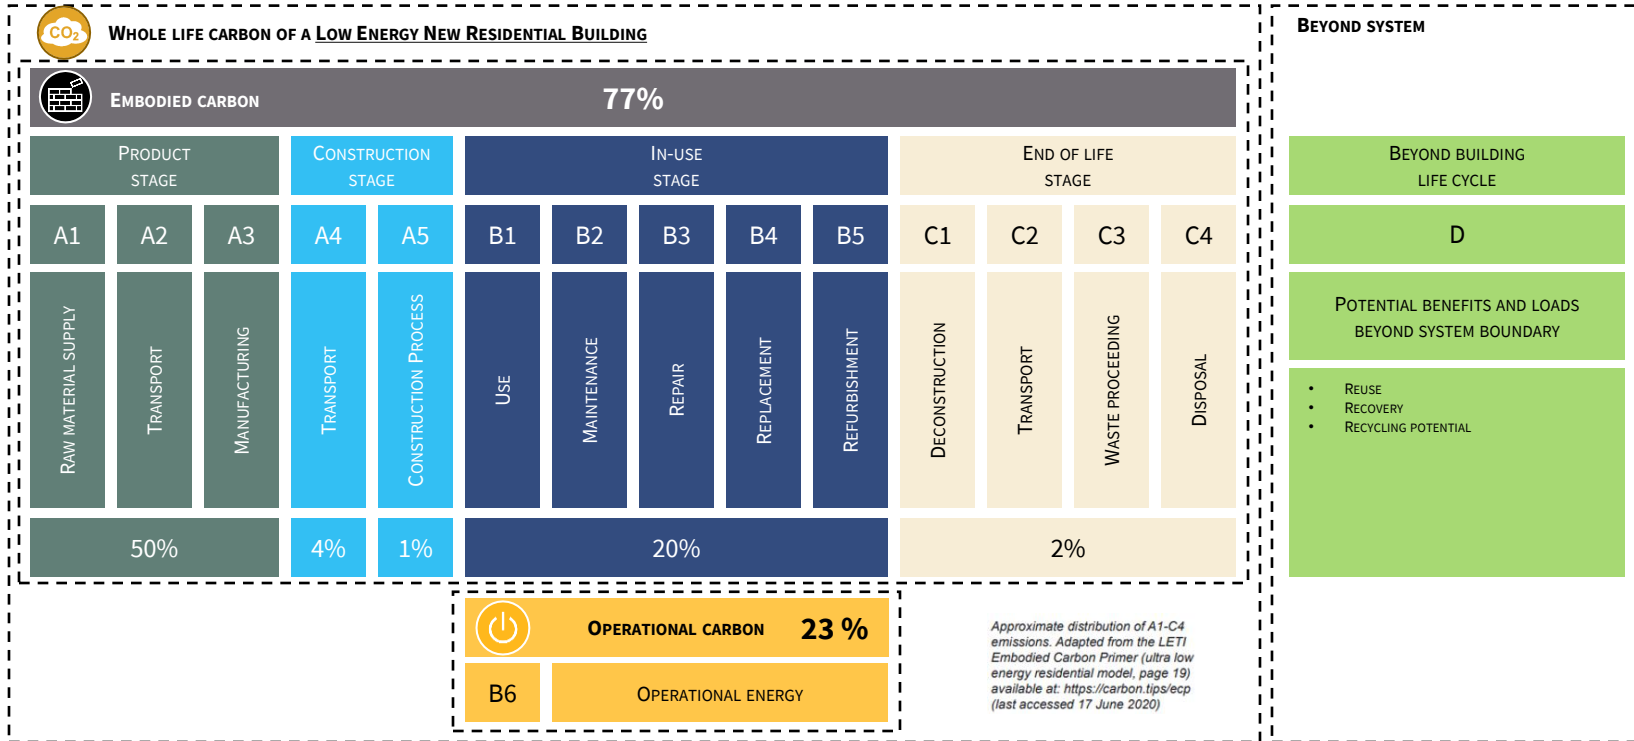 CO₂
WHOLE LIFE CARBON OF A LOW ENERGY NEW RESIDENTIAL BUILDING
BEYOND SYSTEM
EMBODIED CARBON 77%
PRODUCT
STAGE
CONSTRUCTION
STAGE
IN-USE
STAGE
END OF LIFE
STAGE
BEYOND BUILDING
LIFE CYCLE
A1 A2 A3 A4 A5 B1 B2 B3 B4 B5 C1 C2 C3 C4 D
RAW MATERIAL SUPPLY
TRANSPORT
MANUFACTURING
TRANSPORT
CONSTRUCTION PROCESS
USE
MAINTENANCE
REPAIR
REPLACEMENT
REFURBISHMENT
DECONSTRUCTION
TRANSPORT
WASTE PROCEEDING
DISPOSAL
POTENTIAL BENEFITS AND LOADS
BEYOND SYSTEM BOUNDARY
• REUSE
• RECOVERY
• RECYCLING POTENTIAL
50% 4% 1% 20% 2%
OPERATIONAL CARBON 23 %
B6 OPERATIONAL ENERGY
Approximate distribution of A1-C4
emissions. Adapted from the LETI
Embodied Carbon Primer (ultra low
energy residential model, page 19)
available at: https://carbon.tips/ecp
(last accessed 17 June 2020)